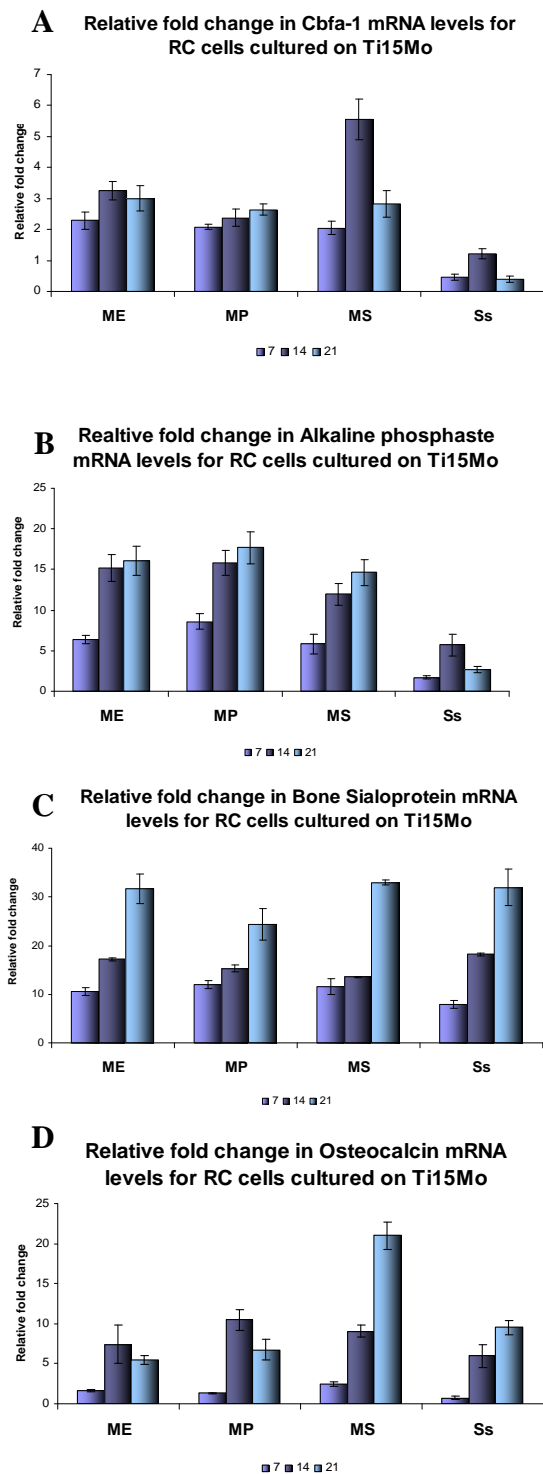 A Relative fold change in Cbfa-1 mRNA levels for
RC cells cultured on Ti15Mo
Relative fold change
7
6
5
4
3
2
1
0
ME MP MS Ss
7 14 21
B Realtive fold change in Alkaline phosphaste
mRNA levels for RC cells cultured on Ti15Mo
Relative fold change
25
20
15
10
5
0
ME MP MS Ss
7 14 21
C Relative fold change in Bone Sialoprotein mRNA
levels for RC cells cultured on Ti15Mo
Relative fold change
40
30
20
10
0
ME MP MS Ss
7 14 21
D Relative fold change in Osteocalcin mRNA
levels for RC cells cultured on Ti15Mo
Relative fold change
25
20
15
10
5
0
ME MP MS Ss
7 14 21